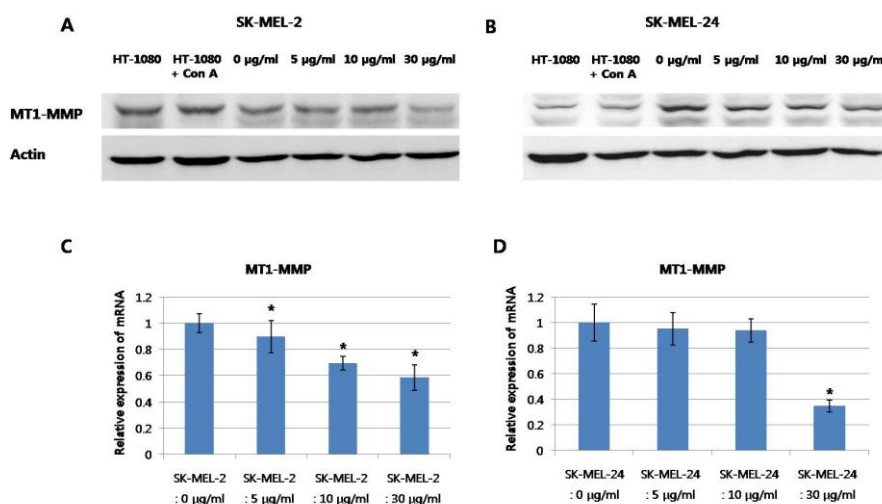 A
SK-MEL-2
HT-1080 HT-1080 + Con A 0 μg/ml 5 μg/ml 10 μg/ml 30 μg/ml
MT1-MMP
Actin
B
SK-MEL-24
HT-1080 HT-1080 + Con A 0 μg/ml 5 μg/ml 10 μg/ml 30 μg/ml
C
MT1-MMP
Relative expression of mRNA
1.2
1
0.8
0.6
0.4
0.2
0
*
*
*
SK-MEL-2 SK-MEL-2 SK-MEL-2 SK-MEL-2
: 0 μg/ml : 5 μg/ml : 10 μg/ml : 30 μg/ml
D
MT1-MMP
Relative expression of mRNA
1.2
1
0.8
0.6
0.4
0.2
0
*
SK-MEL-24 SK-MEL-24 SK-MEL-24 SK-MEL-24
: 0 μg/ml : 5 μg/ml : 10 μg/ml : 30 μg/ml